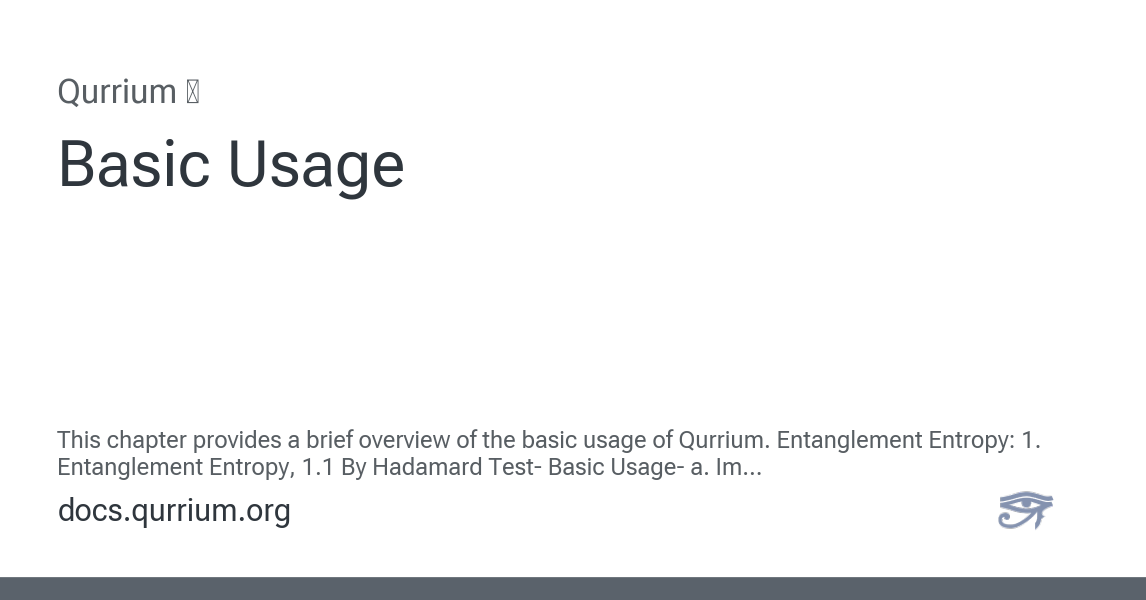 Qurrium
Basic Usage
This chapter provides a brief overview of the basic usage of Qurrium. Entanglement Entropy: 1.
Entanglement Entropy, 1.1 By Hadamard Test- Basic Usage- a. Im...
docs.qurrium.org